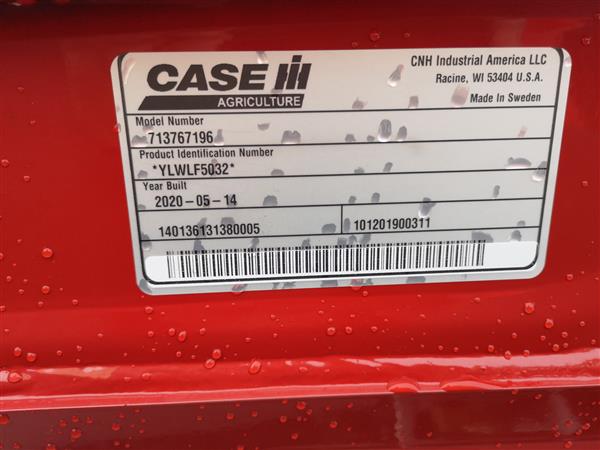 CASE IH
AGRICULTURE
CNH Industrial America LLC
Racine, WI 53404 U.S.A.
Made in Sweden
Model Number
713767196
Product Identification Number
*YLWLF5032*
Year Built
2020-05-14
140136131380005
101201900311